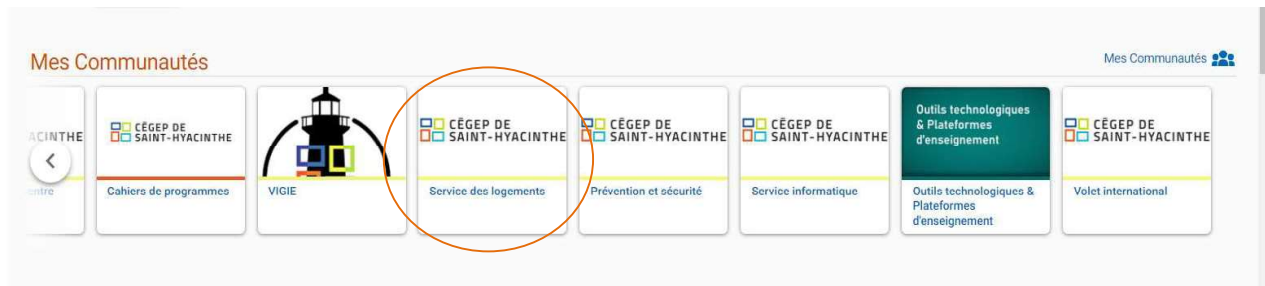 Mes Communautés
Mes Communautés
ACINTHE
CÉGEP DE
SAINT-HYACINTHE
CÉGEP DE
SAINT-HYACINTHE
CÉGEP DE
SAINT-HYACINTHE
CÉGEP DE
SAINT-HYACINTHE
Outils technologiques
& Plateformes
d'enseignement
CÉGEP DE
SAINT-HYACINTHE
entre
Cahiers de programmes
VIGIE
Service des logements
Prévention et sécurité
Service informatique
Outils technologiques &
Plateformes
d'enseignement
Volet international